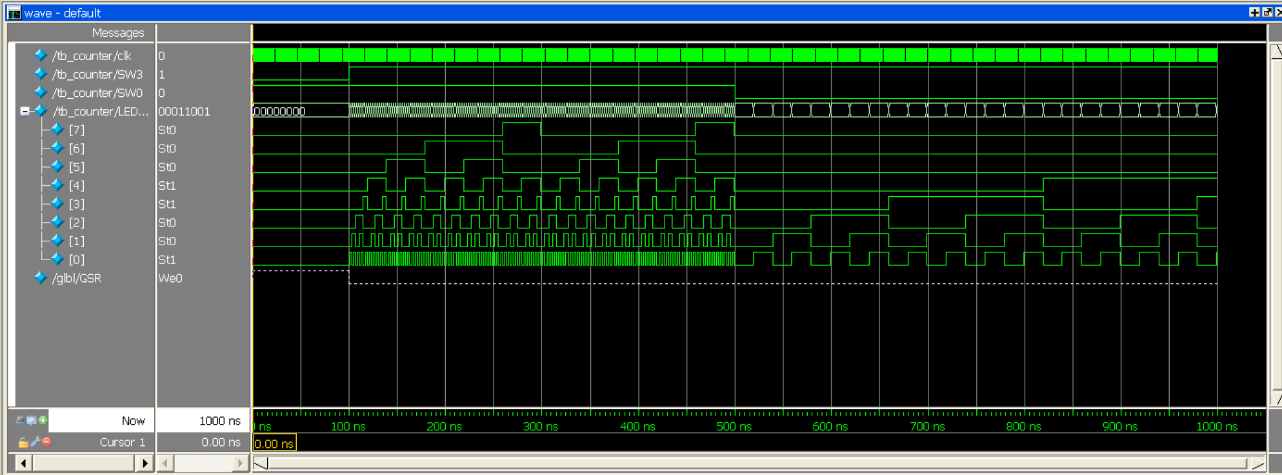 wave - default
Messages
/tb_counter/clk 0
/tb_counter/SW3 1
/tb_counter/SW0 0
/tb_counter/LED... 00011001 00000000
[7] St0
[6] St0
[5] St0
[4] St1
[3] St1
[2] St0
[1] St0
[0] St1
/glbl/GSR We0
Now 1000 ns ns 100 ns 200 ns 300 ns 400 ns 500 ns 600 ns 700 ns 800 ns 900 ns 1000 ns
Cursor 1 0.00 ns 0.00 ns